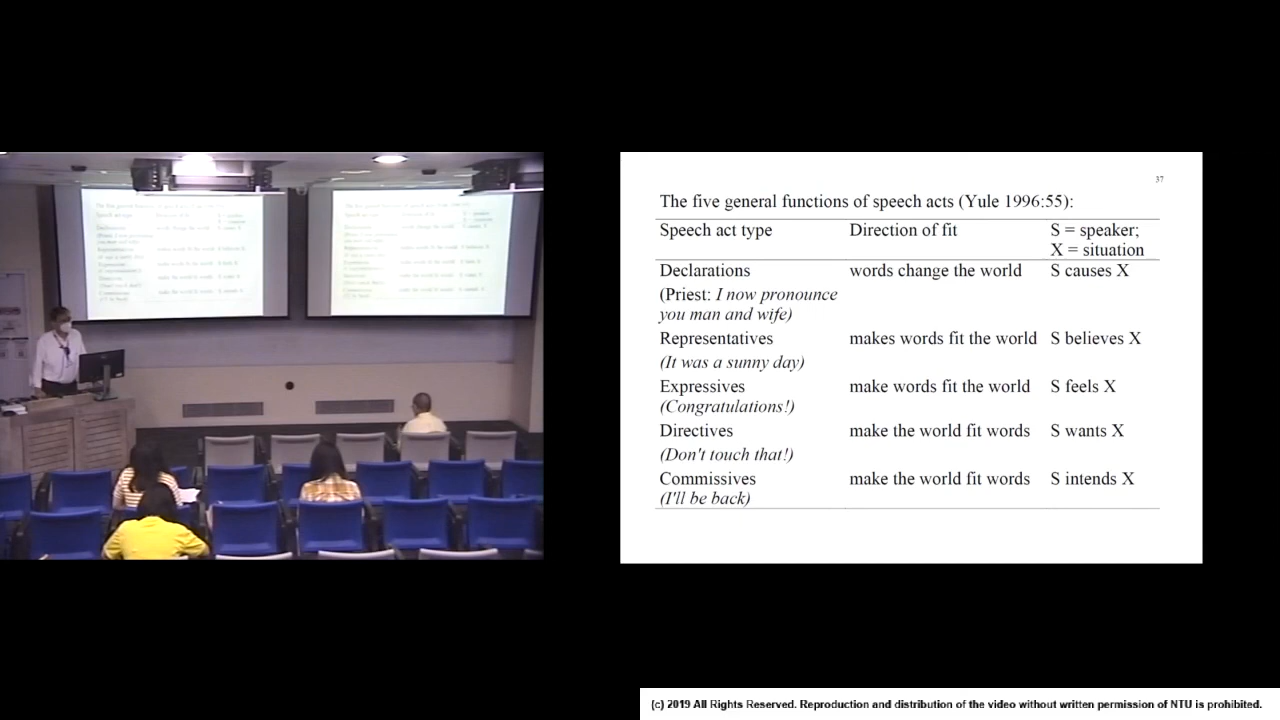 37
The five general functions of speech acts (Yule 1996:55):
Speech act type Direction of fit S = speaker;
X = situation
Declarations words change the world S causes X
(Priest: I now pronounce
you man and wife)
Representatives makes words fit the world S believes X
(It was a sunny day)
Expressives make words fit the world S feels X
(Congratulations!)
Directives make the world fit words S wants X
(Don't touch that!)
Commissives make the world fit words S intends X
(I'll be back)
(c) 2019 All Rights Reserved. Reproduction and distribution of the video without written permission of NTU is prohibited.